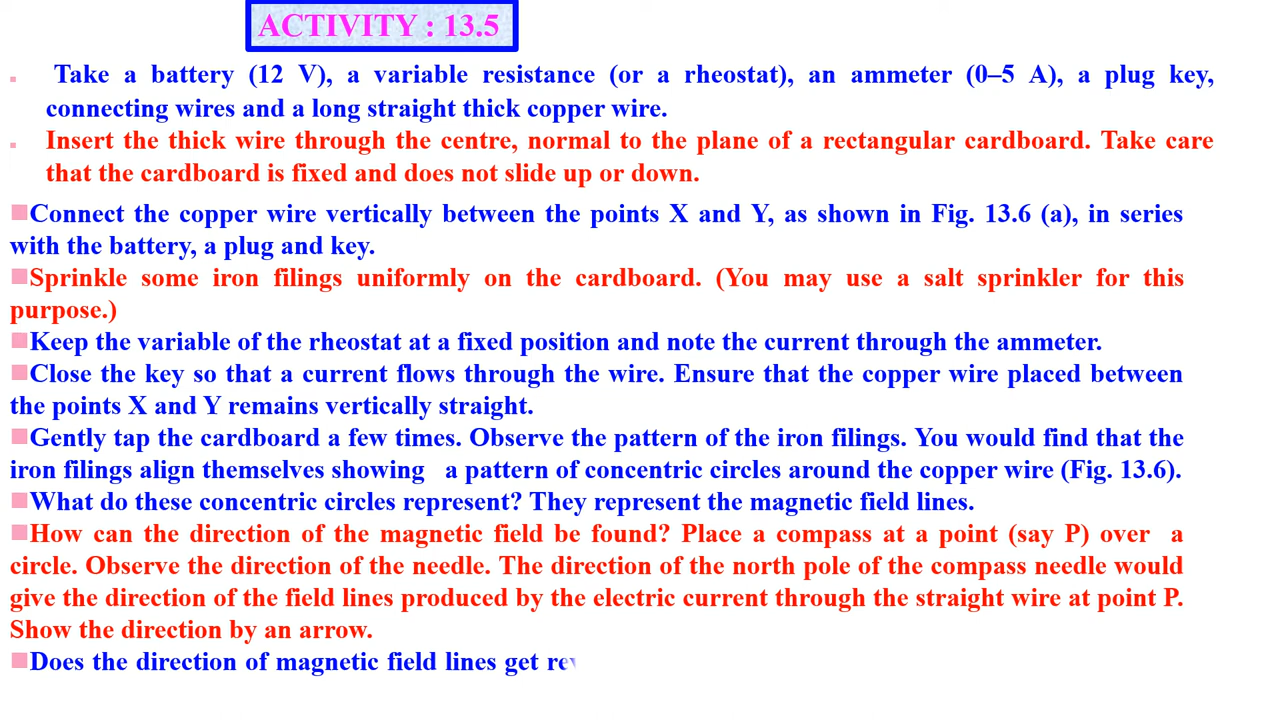 ACTIVITY : 13.5
Take a battery (12 V), a variable resistance (or a rheostat), an ammeter (0–5 A), a plug key,
connecting wires and a long straight thick copper wire.
Insert the thick wire through the centre, normal to the plane of a rectangular cardboard. Take care
that the cardboard is fixed and does not slide up or down.
Connect the copper wire vertically between the points X and Y, as shown in Fig. 13.6 (a), in series
with the battery, a plug and key.
Sprinkle some iron filings uniformly on the cardboard. (You may use a salt sprinkler for this
purpose.)
Keep the variable of the rheostat at a fixed position and note the current through the ammeter.
Close the key so that a current flows through the wire. Ensure that the copper wire placed between
the points X and Y remains vertically straight.
Gently tap the cardboard a few times. Observe the pattern of the iron filings. You would find that the
iron filings align themselves showing a pattern of concentric circles around the copper wire (Fig. 13.6).
What do these concentric circles represent? They represent the magnetic field lines.
How can the direction of the magnetic field be found? Place a compass at a point (say P) over a
circle. Observe the direction of the needle. The direction of the north pole of the compass needle would
give the direction of the field lines produced by the electric current through the straight wire at point P.
Show the direction by an arrow.
Does the direction of magnetic field lines get